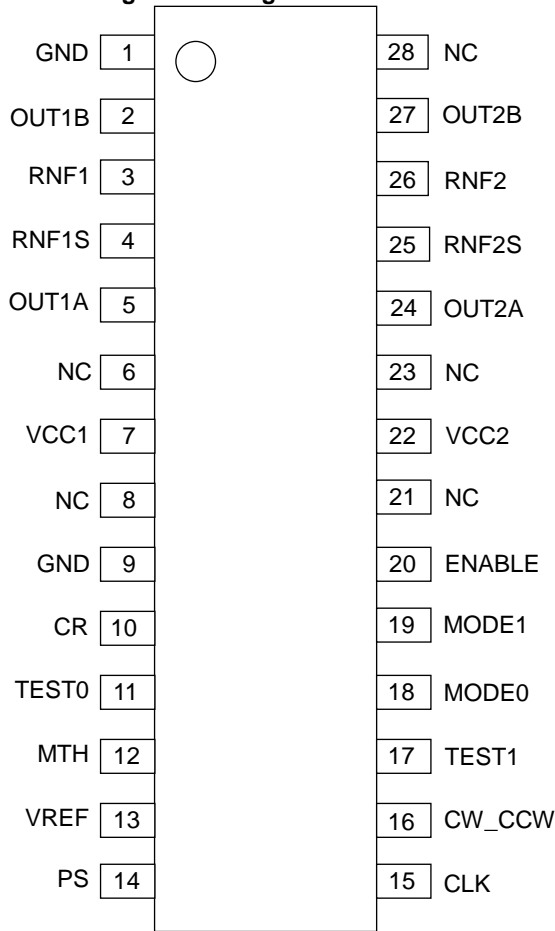 GND 1 28 NC
OUT1B 2 27 OUT2B
RNF1 3 26 RNF2
RNF1S 4 25 RNF2S
OUT1A 5 24 OUT2A
NC 6 23 NC
VCC1 7 22 VCC2
NC 8 21 NC
GND 9 20 ENABLE
CR 10 19 MODE1
TEST0 11 18 MODE0
MTH 12 17 TEST1
VREF 13 16 CW_CCW
PS 14 15 CLK